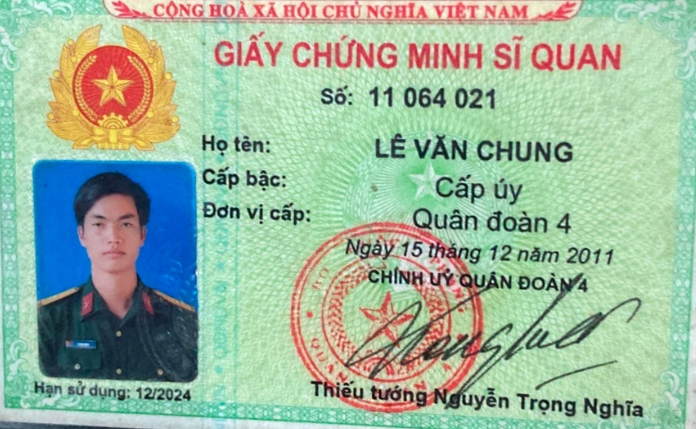 CỘNG HOÀ XÃ HỘI CHỦ NGHĨA VIỆT NAM
GIẤY CHỨNG MINH SĨ QUAN
Số: 11 064 021
Họ tên: LÊ VĂN CHUNG
Cấp bậc: Cấp úy
Đơn vị cấp: Quân đoàn 4
Ngày 15 tháng 12 năm 2011
CHÍNH UỶ QUÂN ĐOÀN 4
Hạn sử dụng: 12/2024
Thiếu tướng Nguyễn Trọng Nghĩa